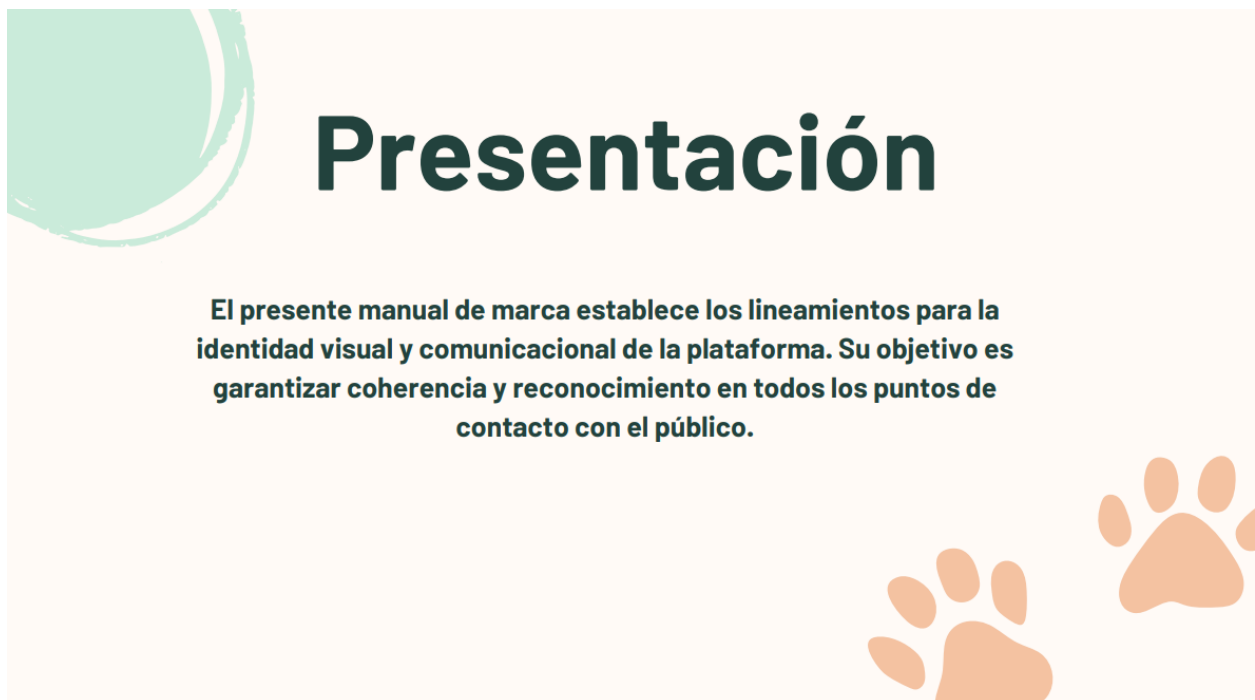 Presentación
El presente manual de marca establece los lineamientos para la
identidad visual y comunicacional de la plataforma. Su objetivo es
garantizar coherencia y reconocimiento en todos los puntos de
contacto con el público.